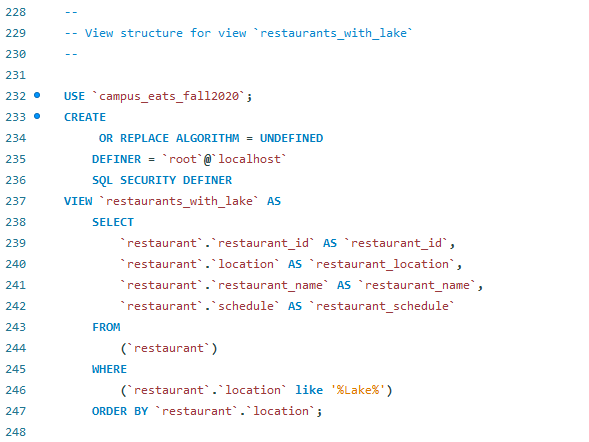 228 --
229 -- View structure for view `restaurants_with_lake`
230 --
231
232 USE `campus_eats_fall2020`;
233 CREATE
234 OR REPLACE ALGORITHM = UNDEFINED
235 DEFINER = `root`@`localhost`
236 SQL SECURITY DEFINER
237 VIEW `restaurants_with_lake` AS
238 SELECT
239 `restaurant`.`restaurant_id` AS `restaurant_id`,
240 `restaurant`.`location` AS `restaurant_location`,
241 `restaurant`.`restaurant_name` AS `restaurant_name`,
242 `restaurant`.`schedule` AS `restaurant_schedule`
243 FROM
244 (`restaurant`)
245 WHERE
246 (`restaurant`.`location` like '%Lake%')
247 ORDER BY `restaurant`.`location`;
248